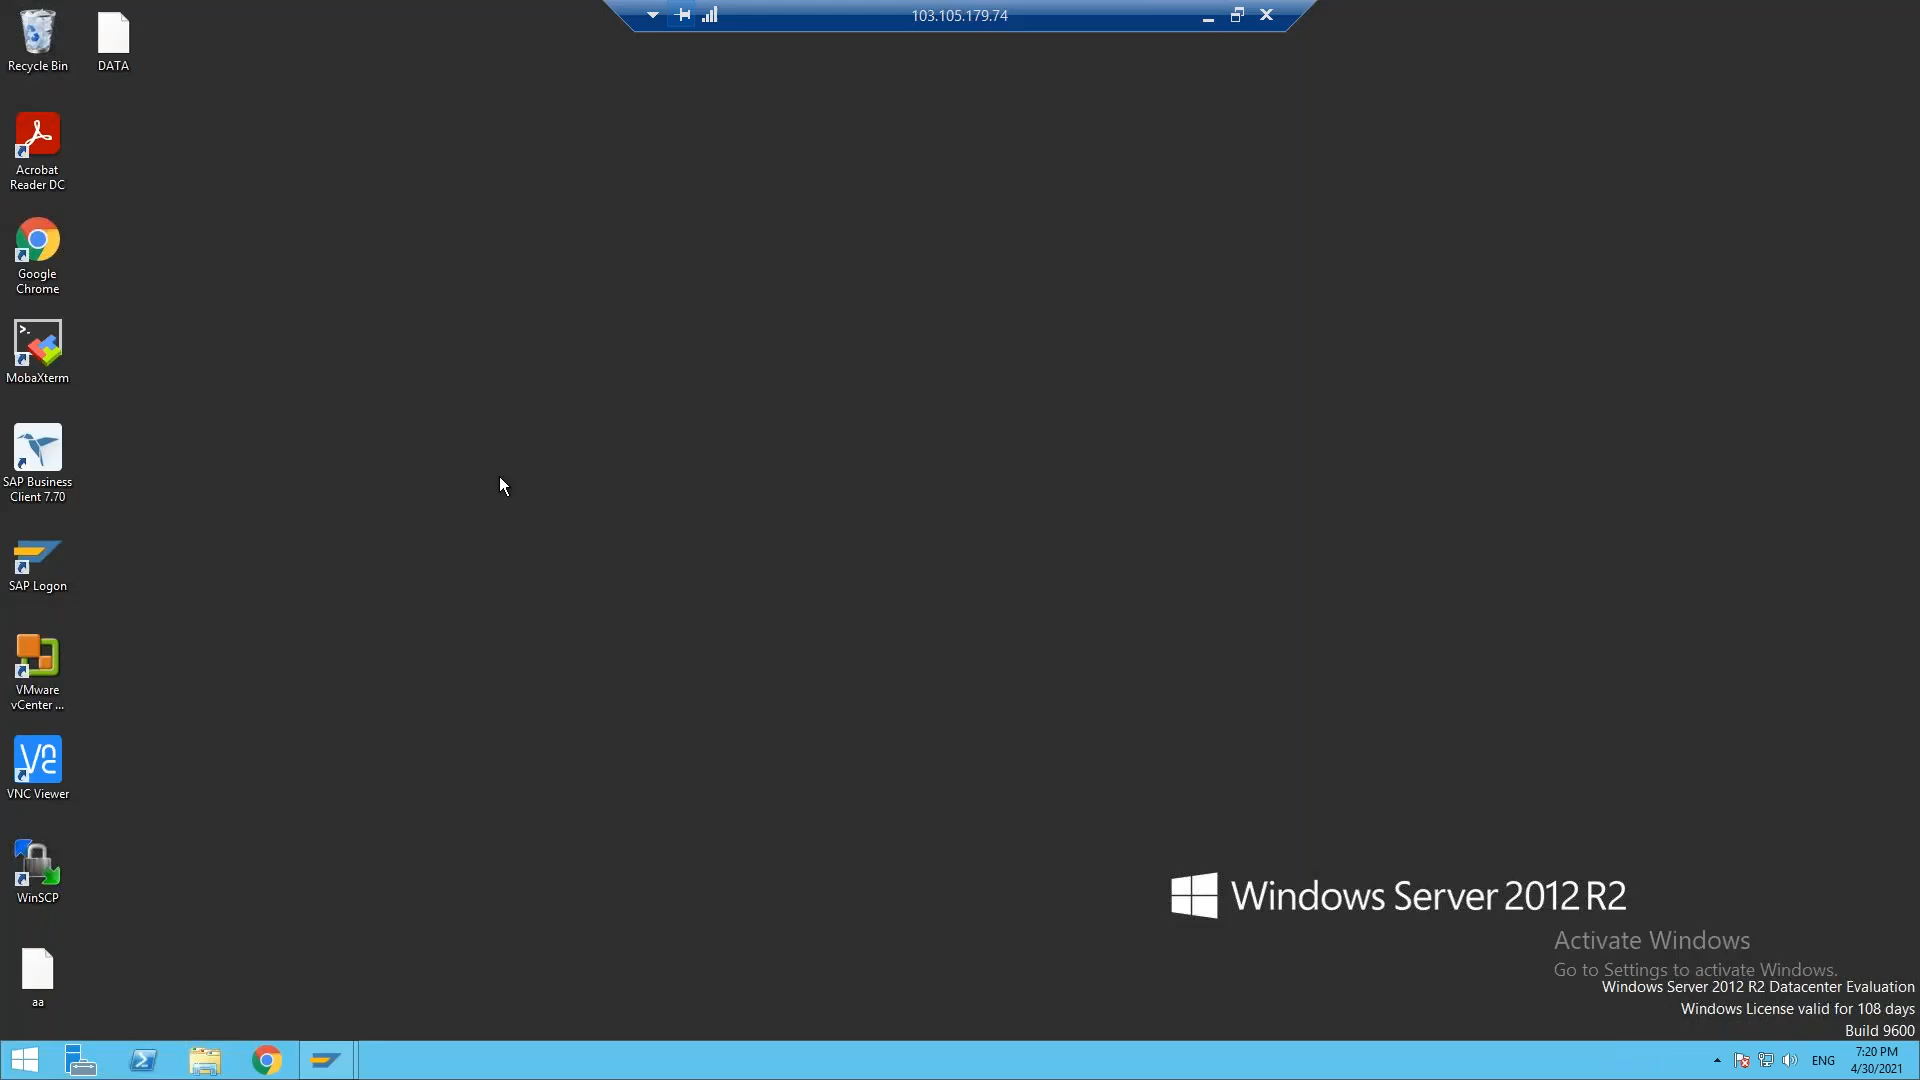 103.105.179.74
Recycle Bin
DATA
Acrobat
Reader DC
Google
Chrome
MobaXterm
SAP Business
Client 7.70
SAP Logon
VMware
vCenter ...
VNC Viewer
WinSCP
aa
Windows Server 2012 R2
Activate Windows
Go to Settings to activate Windows.
Windows Server 2012 R2 Datacenter Evaluation
Windows License valid for 108 days
Build 9600
ENG
7:20 PM
4/30/2021